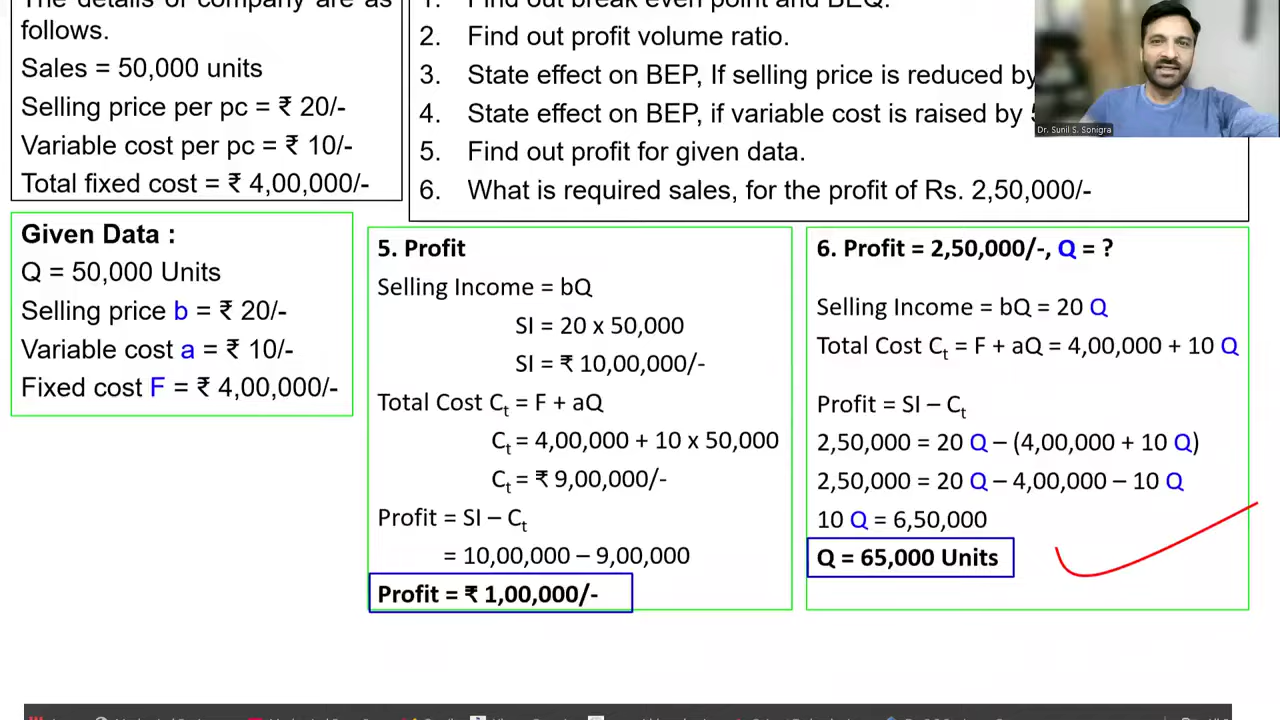 The details of company are as
follows.
Sales = 50,000 units
Selling price per pc = ₹ 20/-
Variable cost per pc = ₹ 10/-
Total fixed cost = ₹ 4,00,000/-
1. Find out break even point and BEQ.
2. Find out profit volume ratio.
3. State effect on BEP, If selling price is reduced by
4. State effect on BEP, if variable cost is raised by
5. Find out profit for given data.
6. What is required sales, for the profit of Rs. 2,50,000/-
Dr. Sunil S. Sonigra
Given Data :
Q = 50,000 Units
Selling price b = ₹ 20/-
Variable cost a = ₹ 10/-
Fixed cost F = ₹ 4,00,000/-
5. Profit
Selling Income = bQ
SI = 20 x 50,000
SI = ₹ 10,00,000/-
Total Cost Ct = F + aQ
Ct = 4,00,000 + 10 x 50,000
Ct = ₹ 9,00,000/-
Profit = SI – Ct
= 10,00,000 – 9,00,000
Profit = ₹ 1,00,000/-
6. Profit = 2,50,000/-, Q = ?
Selling Income = bQ = 20 Q
Total Cost Ct = F + aQ = 4,00,000 + 10 Q
Profit = SI – Ct
2,50,000 = 20 Q – (4,00,000 + 10 Q)
2,50,000 = 20 Q – 4,00,000 – 10 Q
10 Q = 6,50,000
Q = 65,000 Units